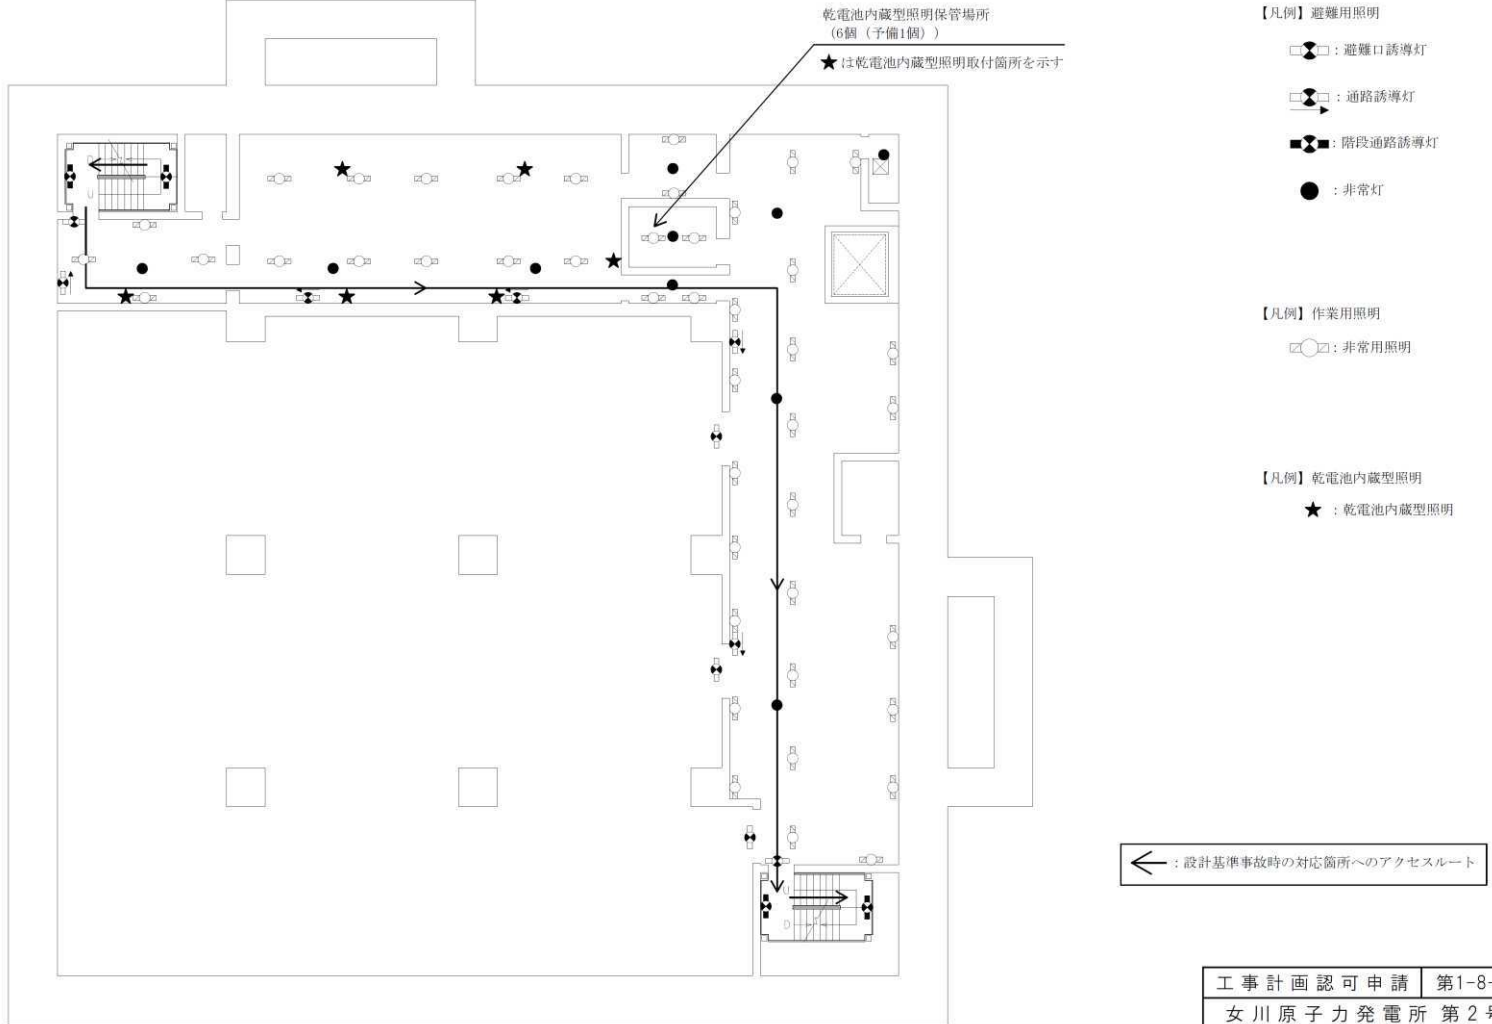 乾電池内蔵型照明保管場所
(6個(予備1個))
★は乾電池内蔵型照明取付箇所を示す
【凡例】避難用照明
:避難口誘導灯
:通路誘導灯
:階段通路誘導灯
:非常灯
【凡例】作業用照明
:非常用照明
【凡例】乾電池内蔵型照明
★:乾電池内蔵型照明
U
U
D
:設計基準事故時の対応箇所へのアクセスルート
工事計画認可申請 第1-8-
女川原子力発電所 第2号